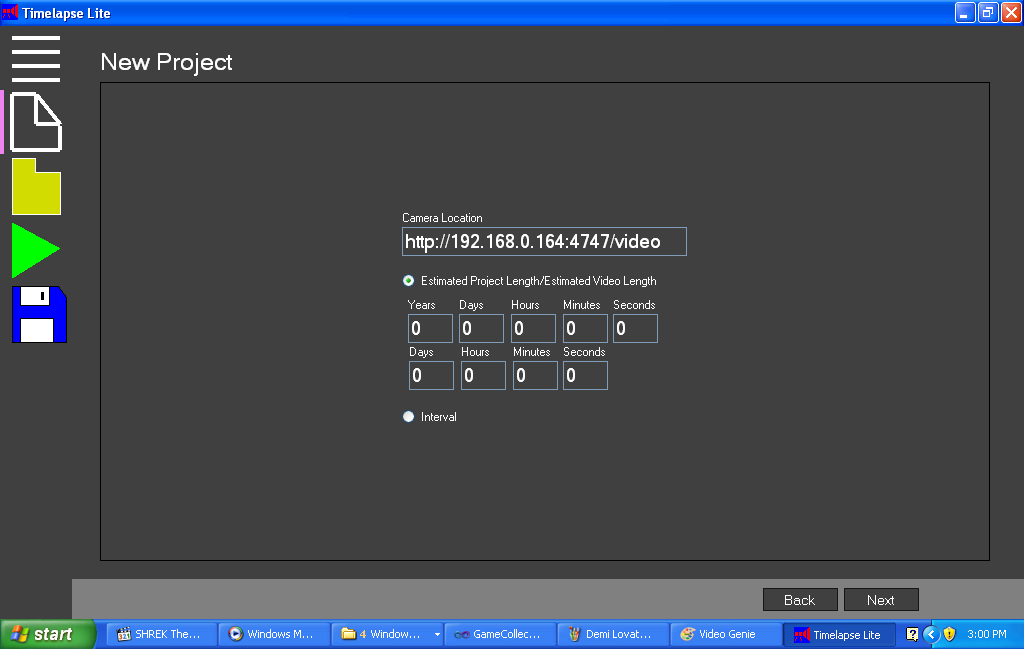 Timelapse Lite
New Project
Camera Location
http://192.168.0.164:4747/video
Estimated Project Length/Estimated Video Length
Years Days Hours Minutes Seconds
0 0 0 0 0
Days Hours Minutes Seconds
0 0 0 0
Interval
Back Next
start SHREK The... Windows M... 4 Window... GameCollec... Demi Lovat... Video Genie Timelapse Lite 3:00 PM